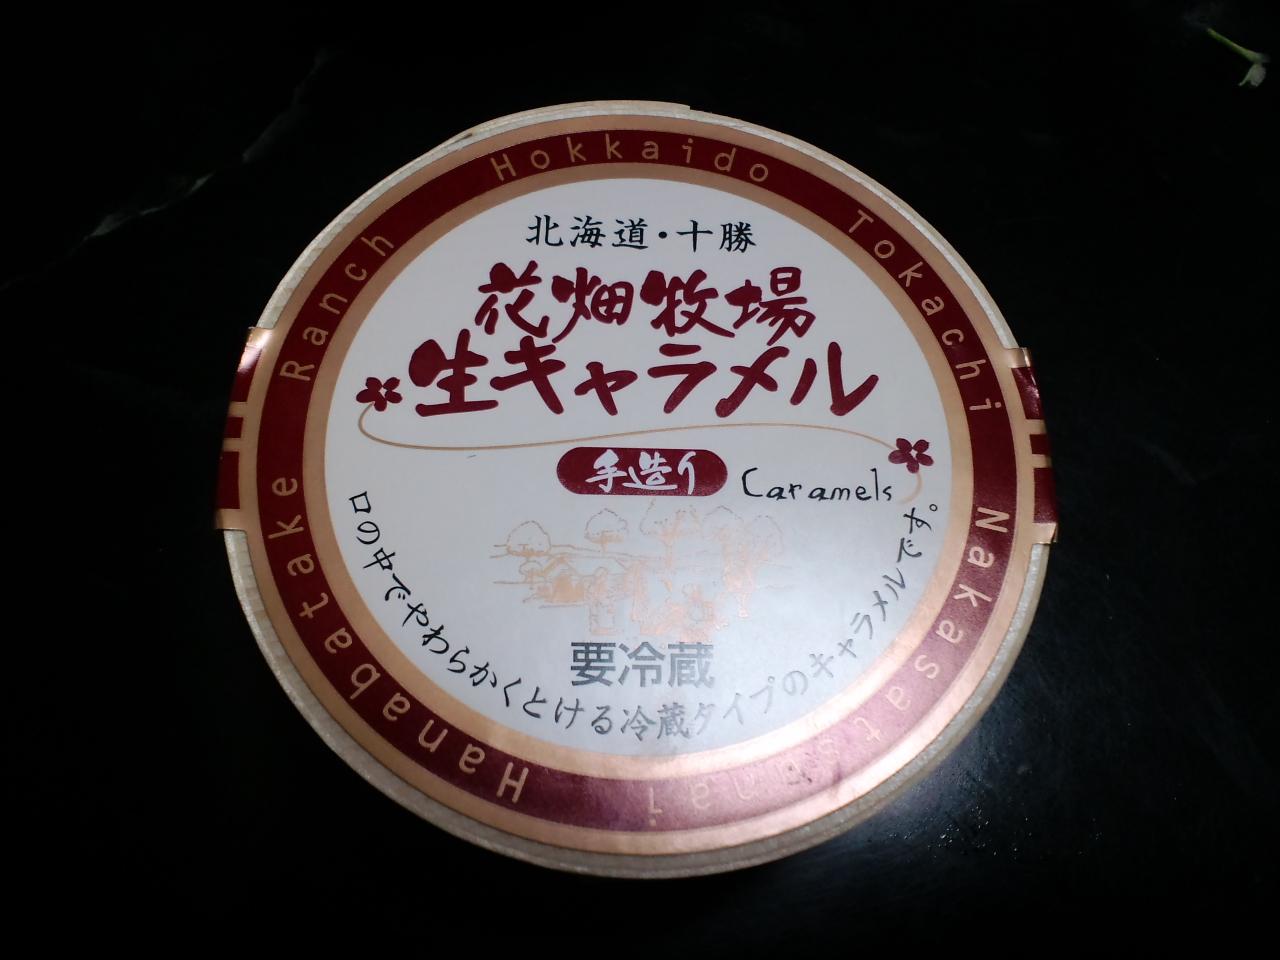 Hokkaido Tokachi Nakasatsunai
Hanabatake Ranch
北海道・十勝
花畑牧場
生キャラメル
手造り
Caramels
要冷蔵
口の中でやわらかくとける冷蔵タイプのキャラメルです。